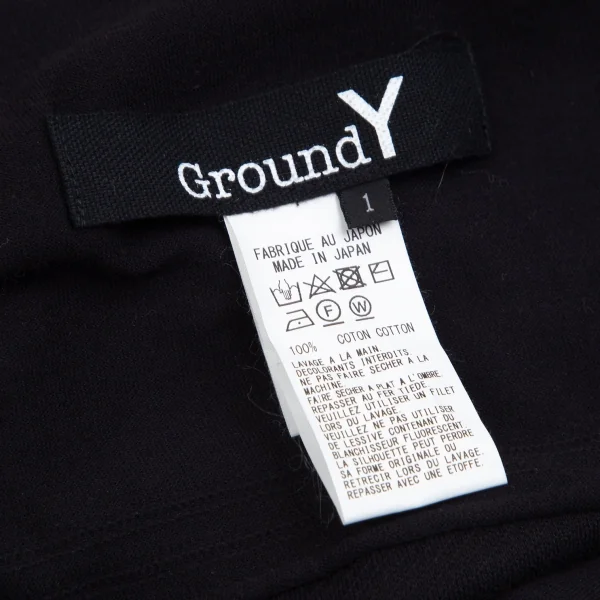 Ground Y
1
FABRIQUE AU JAPON
MADE IN JAPAN
F W
100% COTON COTTON
LAVAGE A LA MAIN
DECOLORANTS INTERDITS
NE PAS FAIRE SECHER A LA
MACHINE
FAIRE SECHER A PLAT A L'OMBRE
REPASSER AU FER TIEDE
VEUILLEZ UTILISER UN FILET
LORS DU LAVAGE.
VEUILLEZ NE PAS UTILISER
DE LESSIVE CONTENANT DU
BLANCHISSEUR FLUORESCENT.
LA SILHOUETTE PEUT PERDRE
SA FORME ORIGINALE OU
RETRECIR LORS DU LAVAGE.
REPASSER AVEC UNE ETOFFE.